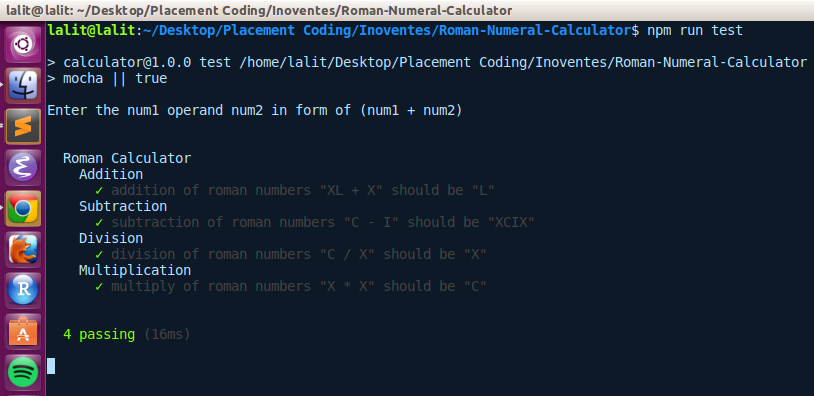 lalit@lalit: ~/Desktop/Placement Coding/Inoventes/Roman-Numeral-Calculator
lalit@lalit:~/Desktop/Placement Coding/Inoventes/Roman-Numeral-Calculator$ npm run test
> calculator@1.0.0 test /home/lalit/Desktop/Placement Coding/Inoventes/Roman-Numeral-Calculator
> mocha || true
Enter the num1 operand num2 in form of (num1 + num2)
Roman Calculator
Addition
✓ addition of roman numbers "XL + X" should be "L"
Subtraction
✓ subtraction of roman numbers "C - I" should be "XCIX"
Division
✓ division of roman numbers "C / X" should be "X"
Multiplication
✓ multiply of roman numbers "X * X" should be "C"
4 passing (16ms)
R
A